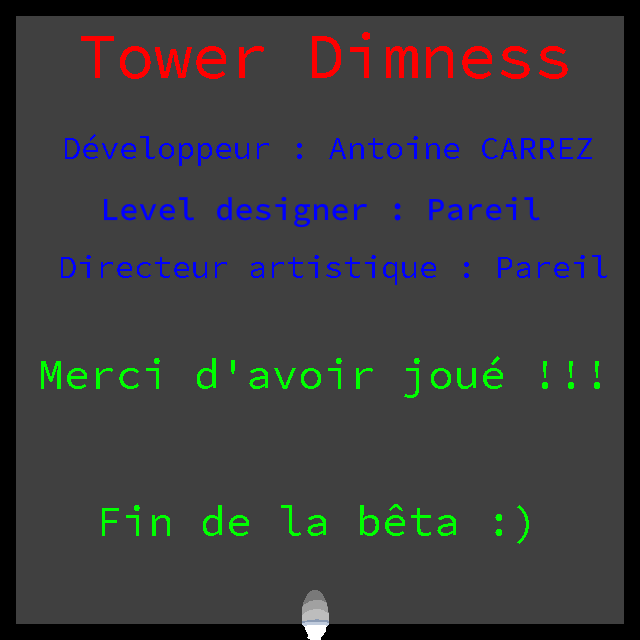 Tower Dimness
Développeur : Antoine CARREZ
Level designer : Pareil
Directeur artistique : Pareil
Merci d'avoir joué !!!
Fin de la bêta :)